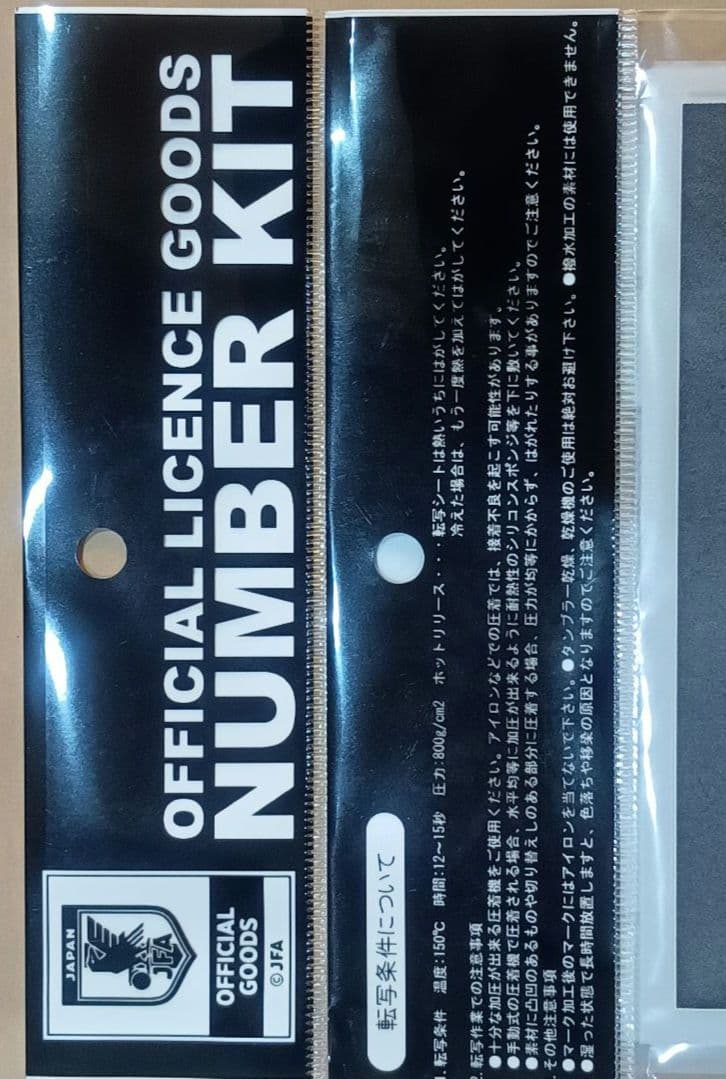 OFFICIAL LICENCE GOODS
NUMBER KIT
JAPAN
JFA
OFFICIAL
GOODS
©JFA
転写条件について
1. 転写条件 温度:150℃ 時間:12～15秒 圧力:800g/cm2 ホットリリース・・・転写シートは熱いうちにはがしてください。
冷えた場合は、もう一度熱を加えてはがしてください。
2. 転写作業での注意事項
●十分な加圧が出来る圧着機をご使用ください。アイロンなどでの圧着では、接着不良を起こす可能性があります。
●手動式の圧着機で圧着される場合、水平均等に加圧が出来るように耐熱性のシリコンスポンジ等を下に敷いてください。
●素材に凸凹のあるものや切り替えしのある部分に圧着する場合、圧力が均等にかからず、はがれたりする事がありますのでご注意ください。
.その他注意事項
●マーク加工後のマークにはアイロンを当てないで下さい。●タンブラー乾燥、乾燥機のご使用は絶対お避け下さい。●撥水加工の素材には使用できません。
●湿った状態で長時間放置しますと、色落ちや移染の原因となりますのでご注意ください。